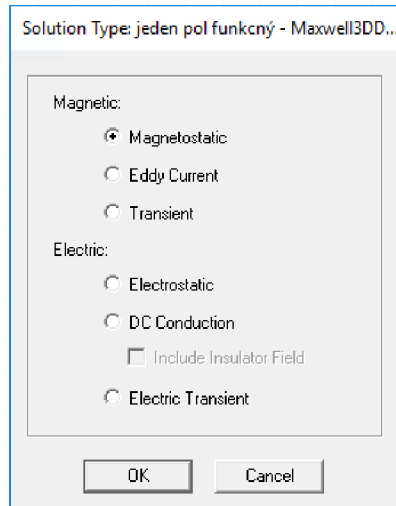 Solution Type: jeden pol funkcný - Maxwell3DD...
Magnetic:
Magnetostatic
Eddy Current
Transient
Electric:
Electrostatic
DC Conduction
Include Insulator Field
Electric Transient
OK Cancel